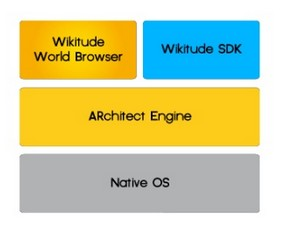 Wikitude
World Browser
Wikitude SDK
ARchitect Engine
Native OS